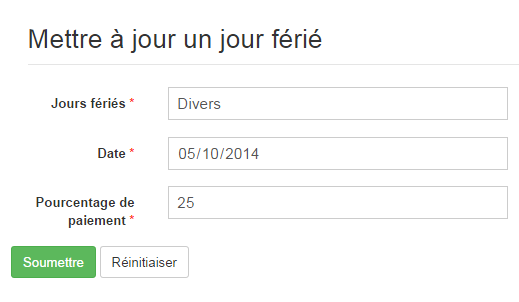 Mettre à jour un jour férié
Jours fériés * Divers
Date * 05/10/2014
Pourcentage de paiement * 25
Soumettre Réinitiaiser